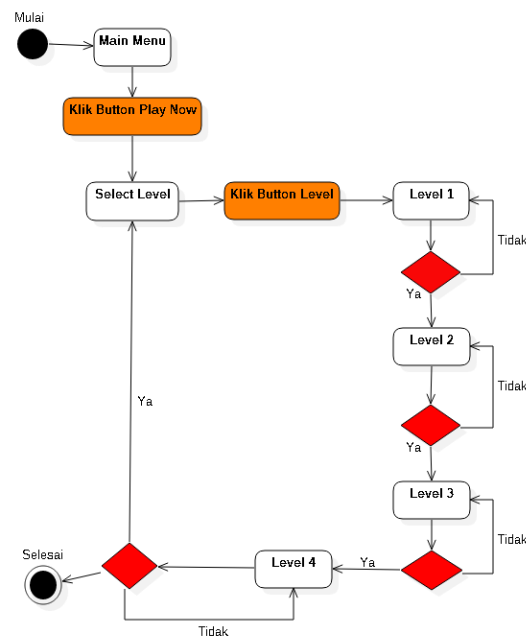 Mulai
Main Menu
Klik Button Play Now
Select Level
Klik Button Level
Level 1
Tidak
Ya
Level 2
Tidak
Ya
Level 3
Tidak
Ya
Level 4
Tidak
Ya
Selesai